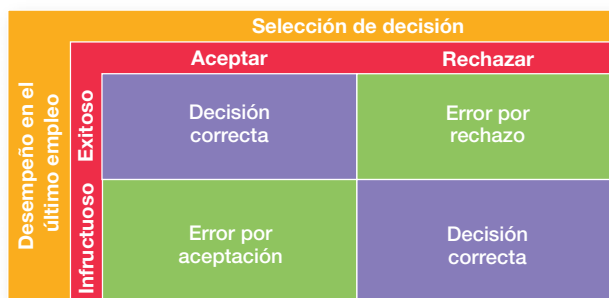 Selección de decisión
Aceptar
Rechazar
Desempeño en el
último empleo
Exitoso
Decisión
correcta
Error por
rechazo
Infructuoso
Error por
aceptación
Decisión
correcta